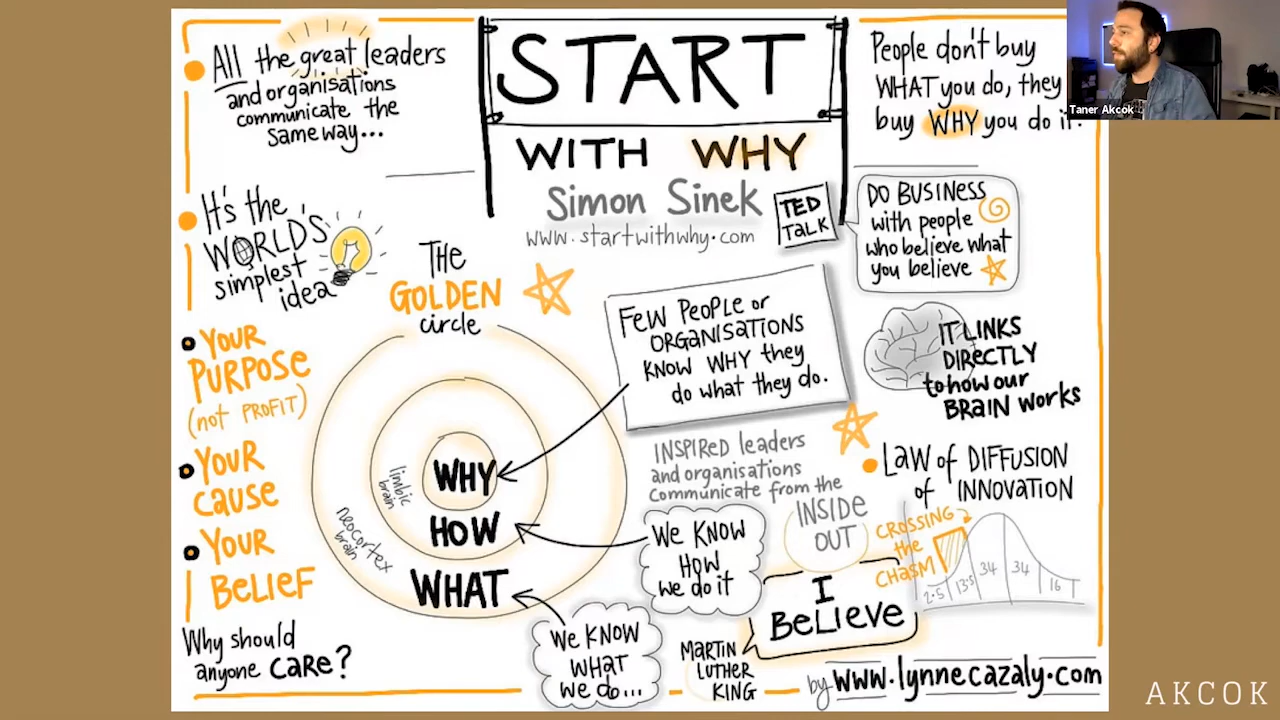 All the great leaders
and organisations
communicate the
same way...
START
WITH WHY
Simon Sinek
www.startwithwhy.com
TED
TALK
People don't buy
WHAT you do, they
buy WHY you do it.
Taner Akcok
DO BUSINESS
with people
who believe what
you believe
It's the
WORLD'S
simplest
idea
THE
GOLDEN
circle
FEW PEOPLE or
ORGANISATIONS
KNOW WHY they
do what they do.
IT LINKS
DIRECTLY
to how our
BRAIN works
• YOUR
PURPOSE
(not PROFIT)
• YOUR
cause
• YOUR
BELIEF
Why should
anyone CARE?
WHY
limbic
brain
HOW
neocortex
brain
WHAT
INSPIRED leaders
and organisations
communicate from the
INSIDE
OUT
We KNOW
HOW
we do it
We KNOW
WHAT
we do...
I
BeLIEve
MARTIN
LUTHER
KING
LAW of DIFFUSION
of INNOVATION
CROSSING
the
CHASM
2.5 13.5 34 34 16
by www.lynnecazaly.com
AKCOK